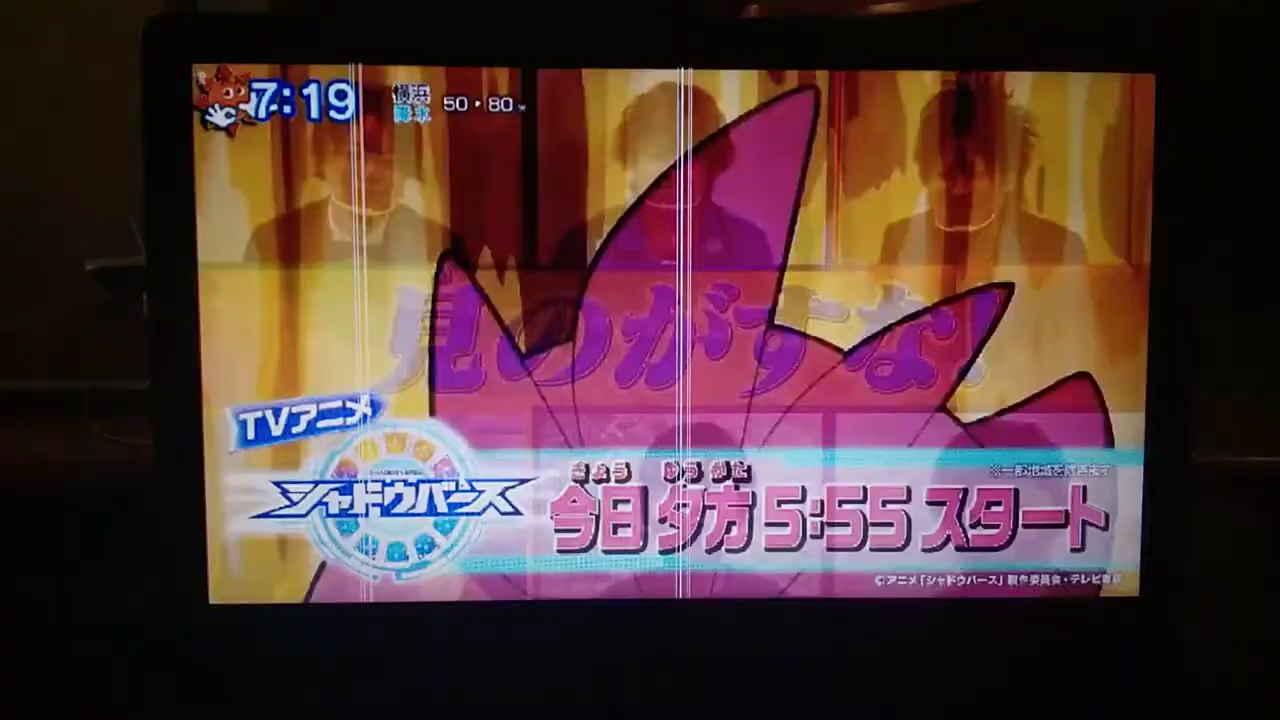 7:19
横浜
降水
50・80%
見のがすな!
TVアニメ
シャドウバース
きょう ゆうがた
今日 夕方 5:55 スタート
※一部地域を除きます
©アニメ「シャドウバース」製作委員会・テレビ東京